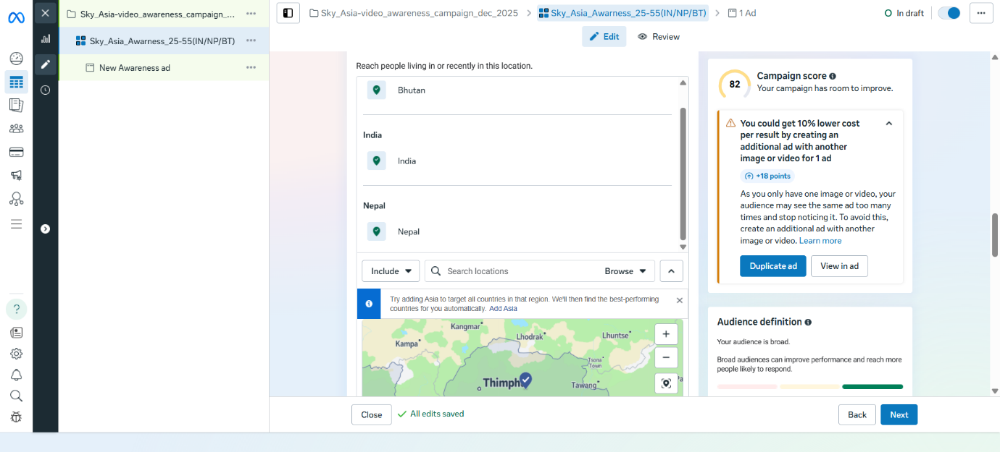 Sky_Asia-video_awareness_campaign_...
Sky_Asia_Awarness_25-55(IN/NP/BT)
New Awareness ad
Sky_Asia-video_awareness_campaign_dec_2025
Sky_Asia_Awarness_25-55(IN/NP/BT)
1 Ad
In draft
Edit
Review
Reach people living in or recently in this location.
Bhutan
India
India
Nepal
Nepal
Include
Search locations
Browse
Try adding Asia to target all countries in that region. We'll then find the best-performing
countries for you automatically. Add Asia
Kangmar
Kampa
Lhodrak
Lhuntse
Tsona
Town
Thimph
Tawang
Pa
+
−
82
Campaign score
Your campaign has room to improve.
You could get 10% lower cost
per result by creating an
additional ad with another
image or video for 1 ad
+18 points
As you only have one image or video, your
audience may see the same ad too many
times and stop noticing it. To avoid this,
create an additional ad with another
image or video. Learn more
Duplicate ad
View in ad
Audience definition
Your audience is broad.
Broad audiences can improve performance and reach more
people likely to respond.
Close
All edits saved
Back
Next